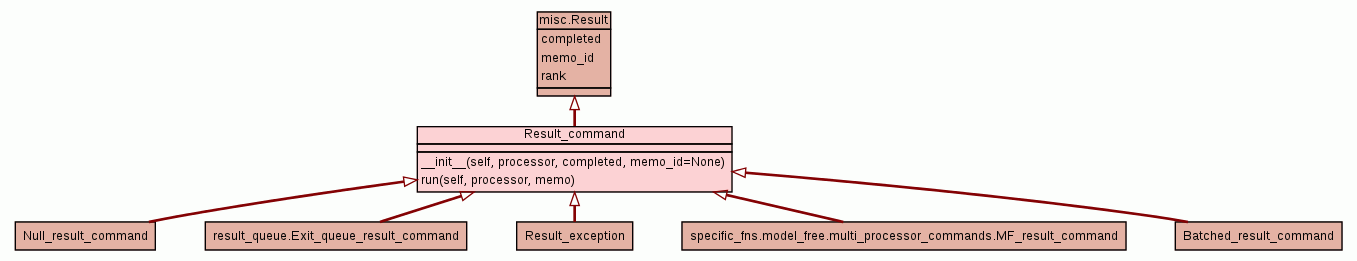 misc.Result
completed
memo_id
rank
Result_command
__init__(self, processor, completed, memo_id=None)
run(self, processor, memo)
Null_result_command
result_queue.Exit_queue_result_command
Result_exception
specific_fns.model_free.multi_processor_commands.MF_result_command
Batched_result_command